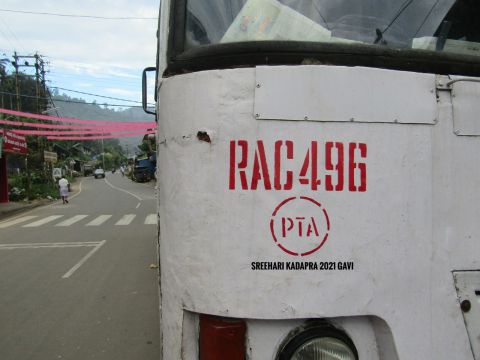 RAC496
PTA
SREEHARI KADAPRA 2021 GAVI